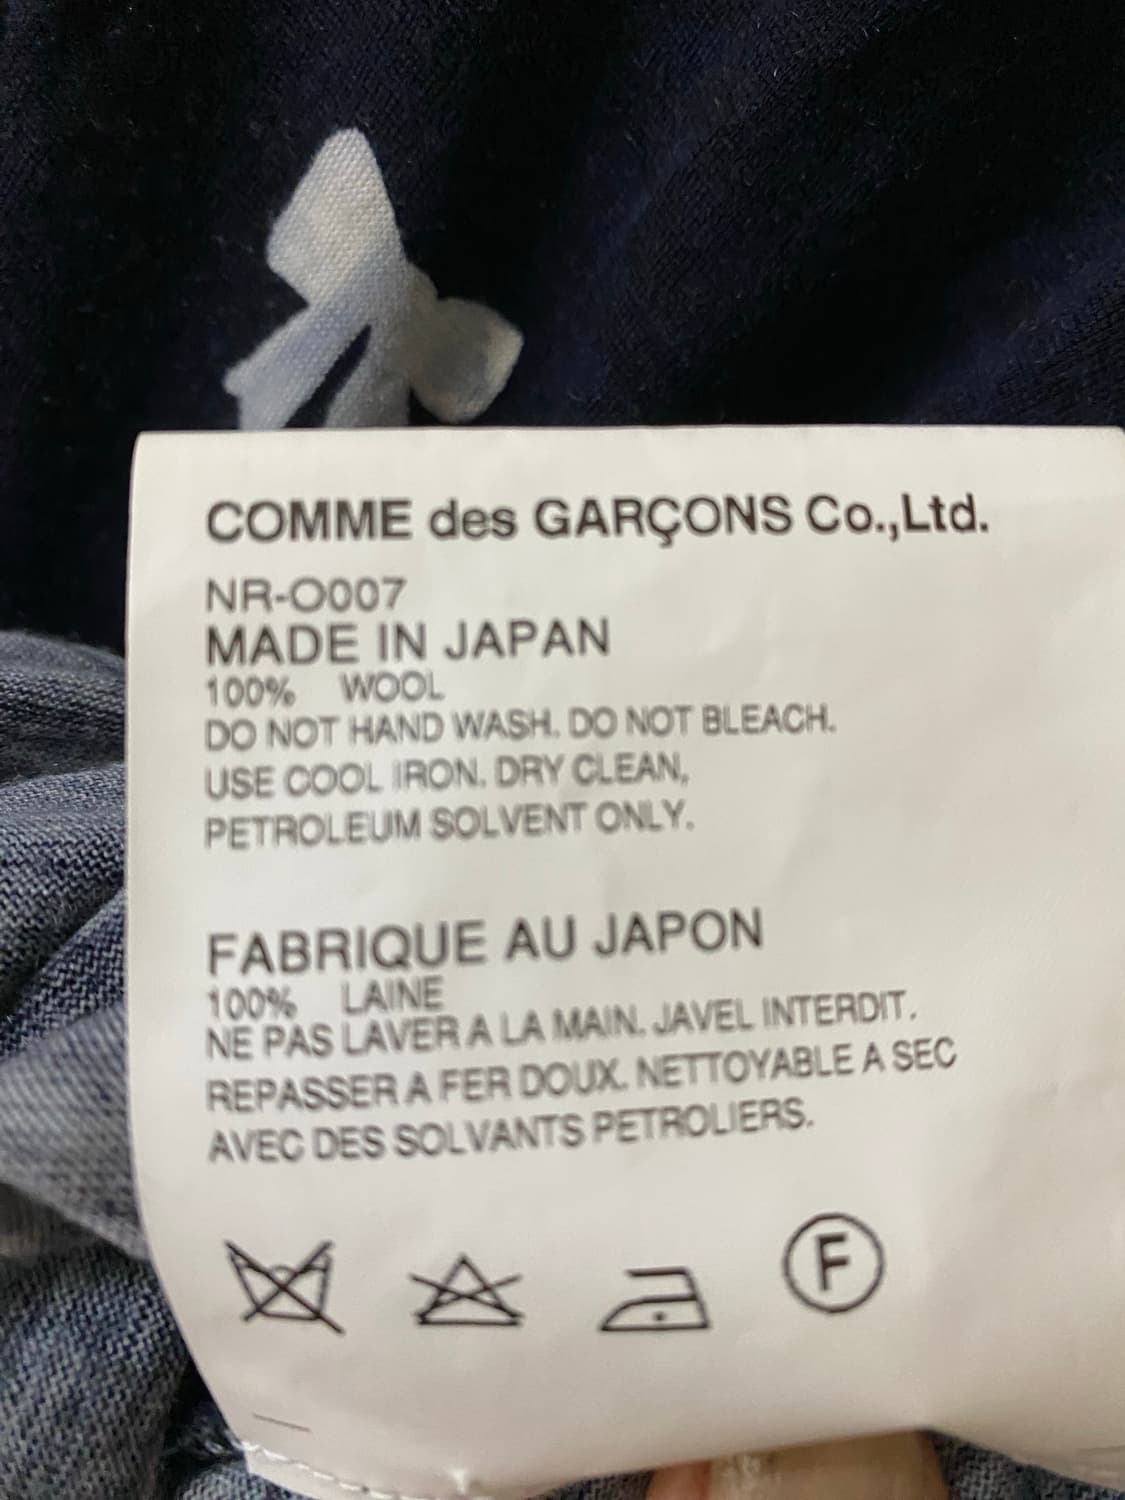 COMME des GARÇONS Co.,Ltd.
NR-O007
MADE IN JAPAN
100% WOOL
DO NOT HAND WASH. DO NOT BLEACH.
USE COOL IRON. DRY CLEAN,
PETROLEUM SOLVENT ONLY.
FABRIQUE AU JAPON
100% LAINE
NE PAS LAVER A LA MAIN. JAVEL INTERDIT.
REPASSER A FER DOUX. NETTOYABLE A SEC
AVEC DES SOLVANTS PETROLIERS.
F